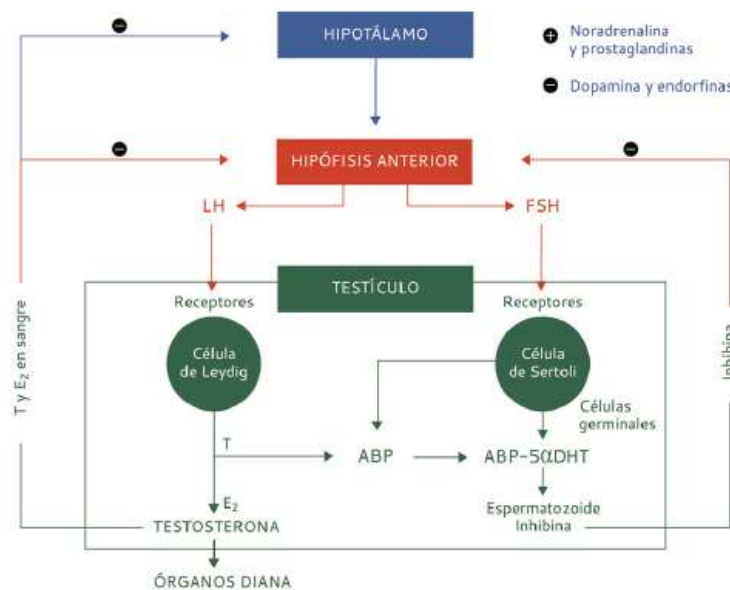 HIPOTÁLAMO
Noradrenalina
y prostaglandinas
Dopamina y endorfinas
HIPÓFISIS ANTERIOR
LH
FSH
TESTÍCULO
Receptores
Receptores
Célula
de Leydig
Célula
de Sertoli
T y E₂ en sangre
Inhibina
Células
germinales
T
ABP
ABP-5αDHT
E₂
TESTOSTERONA
Espermatozoide
Inhibina
ÓRGANOS DIANA